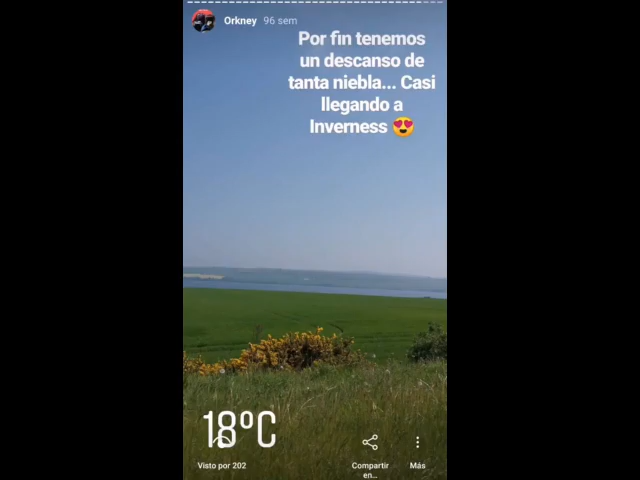 Orkney 96 sem
Por fin tenemos
un descanso de
tanta niebla... Casi
llegando a
Inverness 😍
18°C
Visto por 202
Compartir
en...
Más